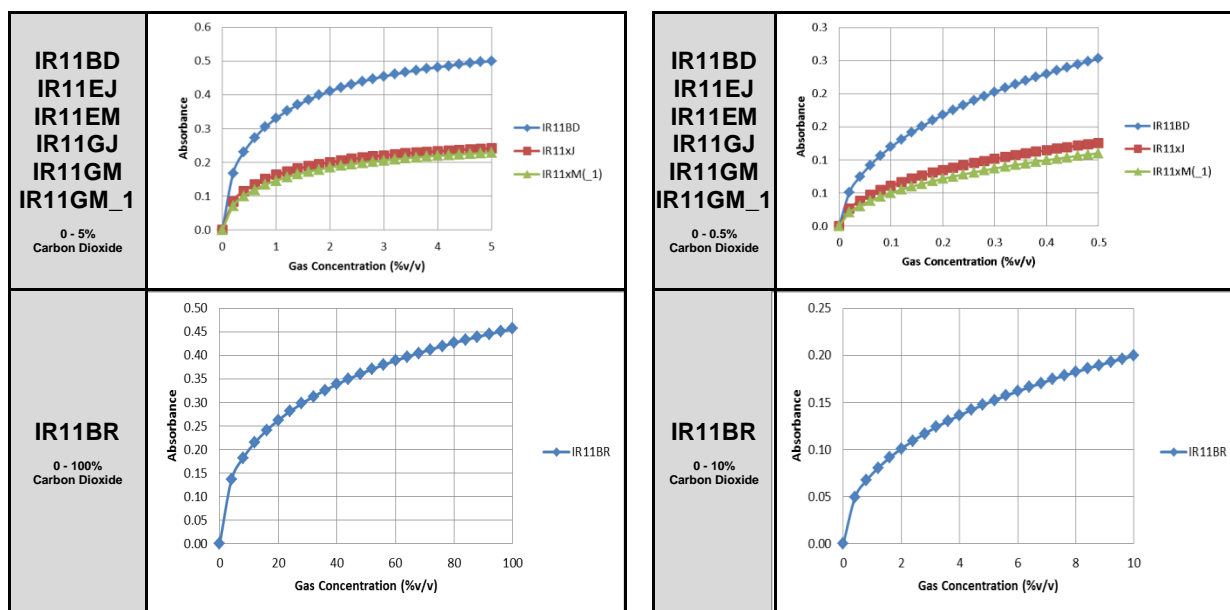 IR11BD
IR11EJ
IR11EM
IR11GJ
IR11GM
IR11GM_1
0 - 5%
Carbon Dioxide
0.6
0.5
0.4
0.3
0.2
0.1
0.0
Absorbance
0 1 2 3 4 5
Gas Concentration (%v/v)
IR11BD
IR11xJ
IR11xM(_1)
IR11BD
IR11EJ
IR11EM
IR11GJ
IR11GM
IR11GM_1
0 - 0.5%
Carbon Dioxide
0.3
0.3
0.2
0.2
0.1
0.1
0.0
Absorbance
0 0.1 0.2 0.3 0.4 0.5
Gas Concentration (%v/v)
IR11BD
IR11xJ
IR11xM(_1)
IR11BR
0 - 100%
Carbon Dioxide
0.50
0.45
0.40
0.35
0.30
0.25
0.20
0.15
0.10
0.05
0.00
Absorbance
0 20 40 60 80 100
Gas Concentration (%v/v)
IR11BR
IR11BR
0 - 10%
Carbon Dioxide
0.25
0.20
0.15
0.10
0.05
0.00
Absorbance
0 2 4 6 8 10
Gas Concentration (%v/v)
IR11BR